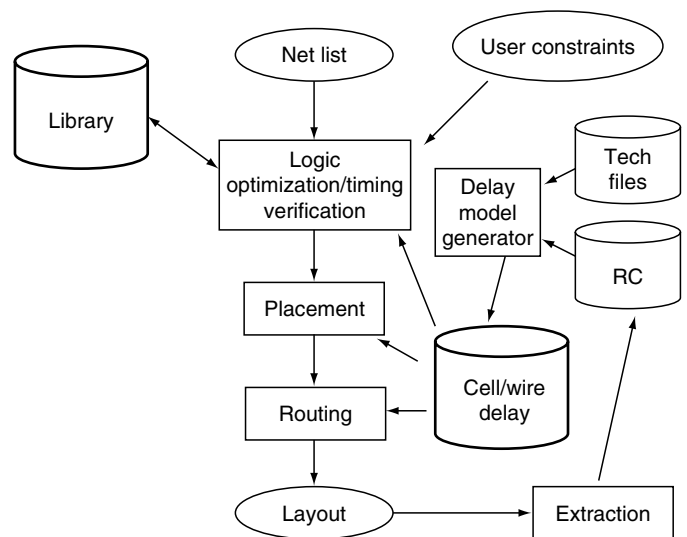 Net list
User constraints
Library
Logic
optimization/timing
verification
Tech
files
Delay
model
generator
RC
Placement
Cell/wire
delay
Routing
Layout
Extraction